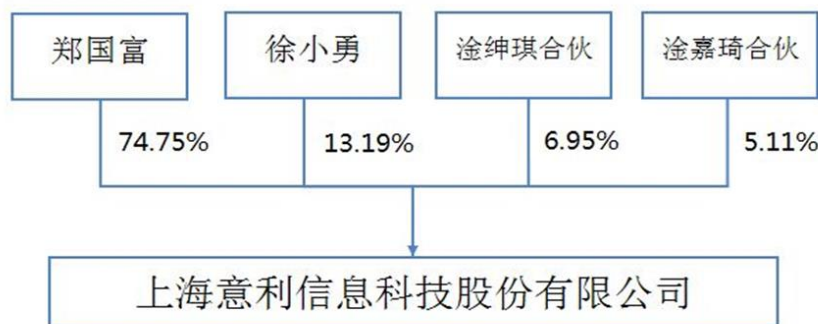 郑国富
徐小勇
淦绅琪合伙
淦嘉琦合伙
74.75%
13.19%
6.95%
5.11%
上海意利信息科技股份有限公司